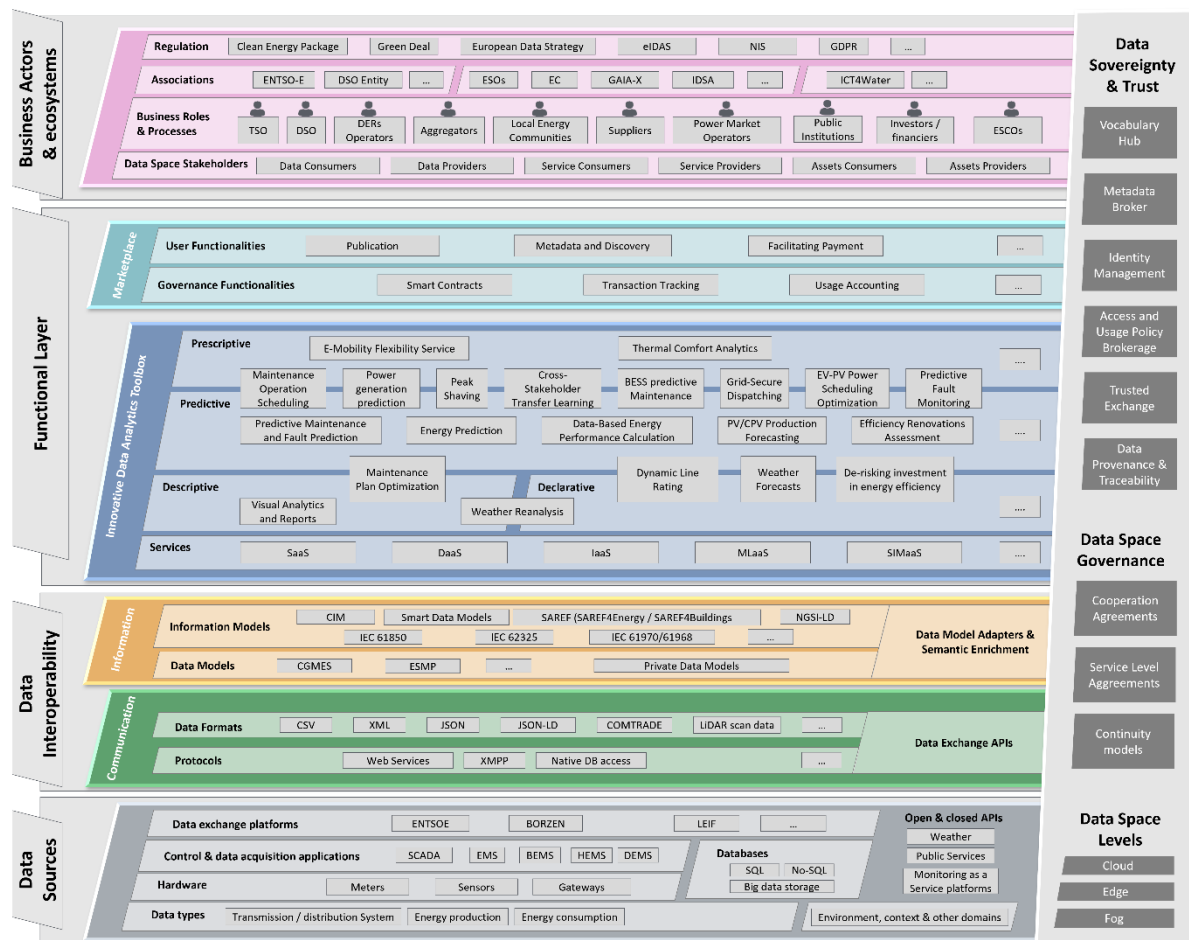 Business Actors
& ecosystems
Regulation
Clean Energy Package
Green Deal
European Data Strategy
eIDAS
NIS
GDPR
...
Associations
ENTSO-E
DSO Entity
...
ESOs
EC
GAIA-X
IDSA
...
ICT4Water
...
Business Roles
& Processes
TSO
DSO
DERs
Operators
Aggregators
Local Energy
Communities
Suppliers
Power Market
Operators
Public
Institutions
Investors /
financiers
ESCOs
Data Space Stakeholders
Data Consumers
Data Providers
Service Consumers
Service Providers
Assets Consumers
Assets Providers
Functional Layer
Marketplace
User Functionalities
Publication
Metadata and Discovery
Facilitating Payment
...
Governance Functionalities
Smart Contracts
Transaction Tracking
Usage Accounting
...
Innovative Data Analytics Toolbox
Prescriptive
E-Mobility Flexibility Service
Thermal Comfort Analytics
....
Maintenance
Operation
Scheduling
Power
generation
prediction
Peak
Shaving
Cross-
Stakeholder
Transfer Learning
BESS predictive
Maintenance
Grid-Secure
Dispatching
EV-PV Power
Scheduling
Optimization
Predictive
Fault
Monitoring
Predictive
Predictive Maintenance
and Fault Prediction
Energy Prediction
Data-Based Energy
Performance Calculation
PV/CPV Production
Forecasting
Efficiency Renovations
Assessment
....
Maintenance
Plan Optimization
Dynamic Line
Rating
Weather
Forecasts
De-risking investment
in energy efficiency
Descriptive
Declarative
Visual Analytics
and Reports
Weather Reanalysis
....
Services
SaaS
DaaS
IaaS
MLaaS
SIMaaS
....
Data
Interoperability
Information
Information Models
CIM
Smart Data Models
SAREF (SAREF4Energy / SAREF4Buildings
NGSI-LD
IEC 61850
IEC 62325
IEC 61970/61968
...
Data Models
CGMES
ESMP
...
Private Data Models
Data Model Adapters &
Semantic Enrichment
Communication
Data Formats
CSV
XML
JSON
JSON-LD
COMTRADE
LiDAR scan data
...
Protocols
Web Services
XMPP
Native DB access
...
Data Exchange APIs
Data
Sources
Data exchange platforms
ENTSOE
BORZEN
LEIF
...
Control & data acquisition applications
SCADA
EMS
BEMS
HEMS
DEMS
Hardware
Meters
Sensors
Gateways
Databases
SQL
No-SQL
Big data storage
Open & closed APIs
Weather
Public Services
Monitoring as a
Service platforms
Data types
Transmission / distribution System
Energy production
Energy consumption
Environment, context & other domains
Data
Sovereignty
& Trust
Vocabulary
Hub
Metadata
Broker
Identity
Management
Access and
Usage Policy
Brokerage
Trusted
Exchange
Data
Provenance &
Traceability
Data Space
Governance
Cooperation
Agreements
Service Level
Aggreements
Continuity
models
Data Space
Levels
Cloud
Edge
Fog